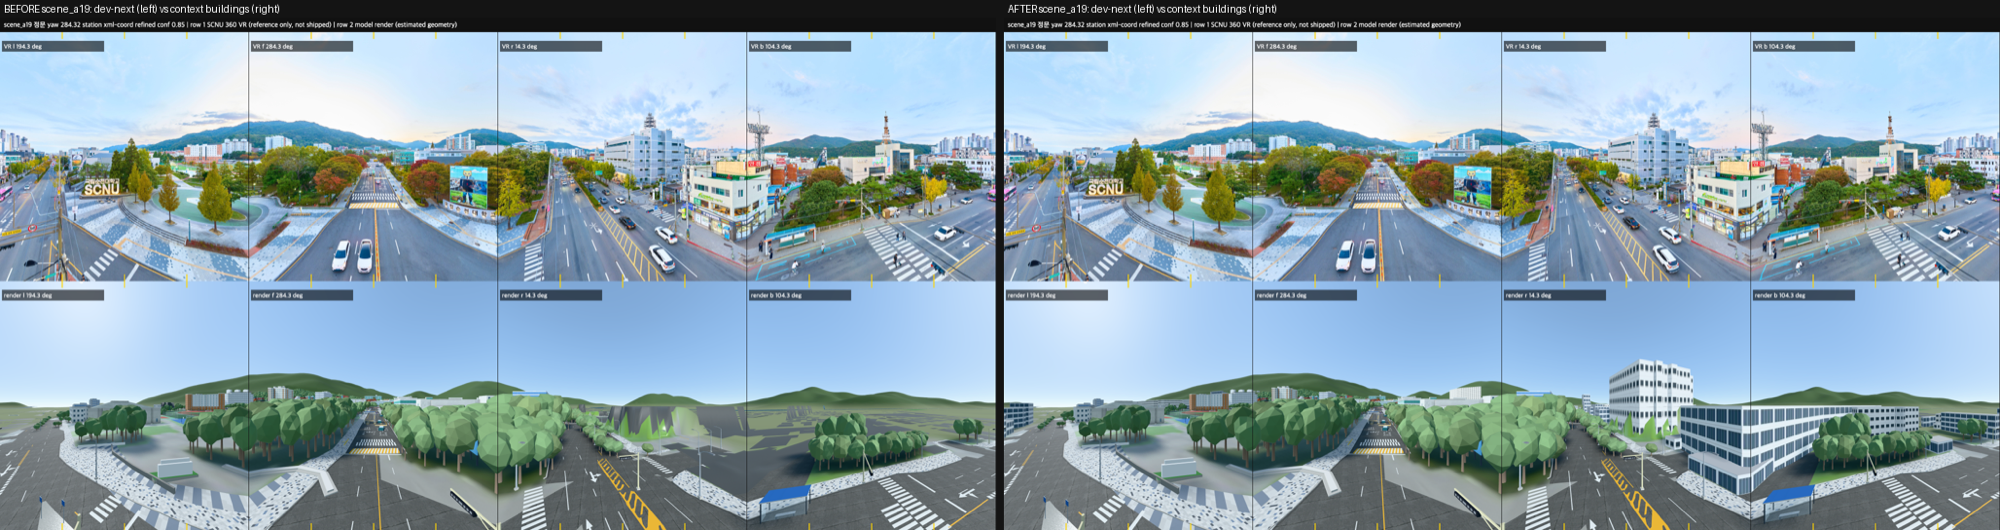 BEFORE scene_a19: dev-next (left) vs context buildings (right)
scene_a19 정문 yaw 284.32 station xml-coord refined conf 0.85 | row 1 SCNU 360 VR (reference only, not shipped) | row 2 model render (estimated geometry)
VR l 194.3 deg
VR f 284.3 deg
VR r 14.3 deg
VR b 104.3 deg
SCNU
render l 194.3 deg
render f 284.3 deg
render r 14.3 deg
render b 104.3 deg
AFTER scene_a19: dev-next (left) vs context buildings (right)
scene_a19 정문 yaw 284.32 station xml-coord refined conf 0.85 | row 1 SCNU 360 VR (reference only, not shipped) | row 2 model render (estimated geometry)
VR l 194.3 deg
VR f 284.3 deg
VR r 14.3 deg
VR b 104.3 deg
SCNU
render l 194.3 deg
render f 284.3 deg
render r 14.3 deg
render b 104.3 deg